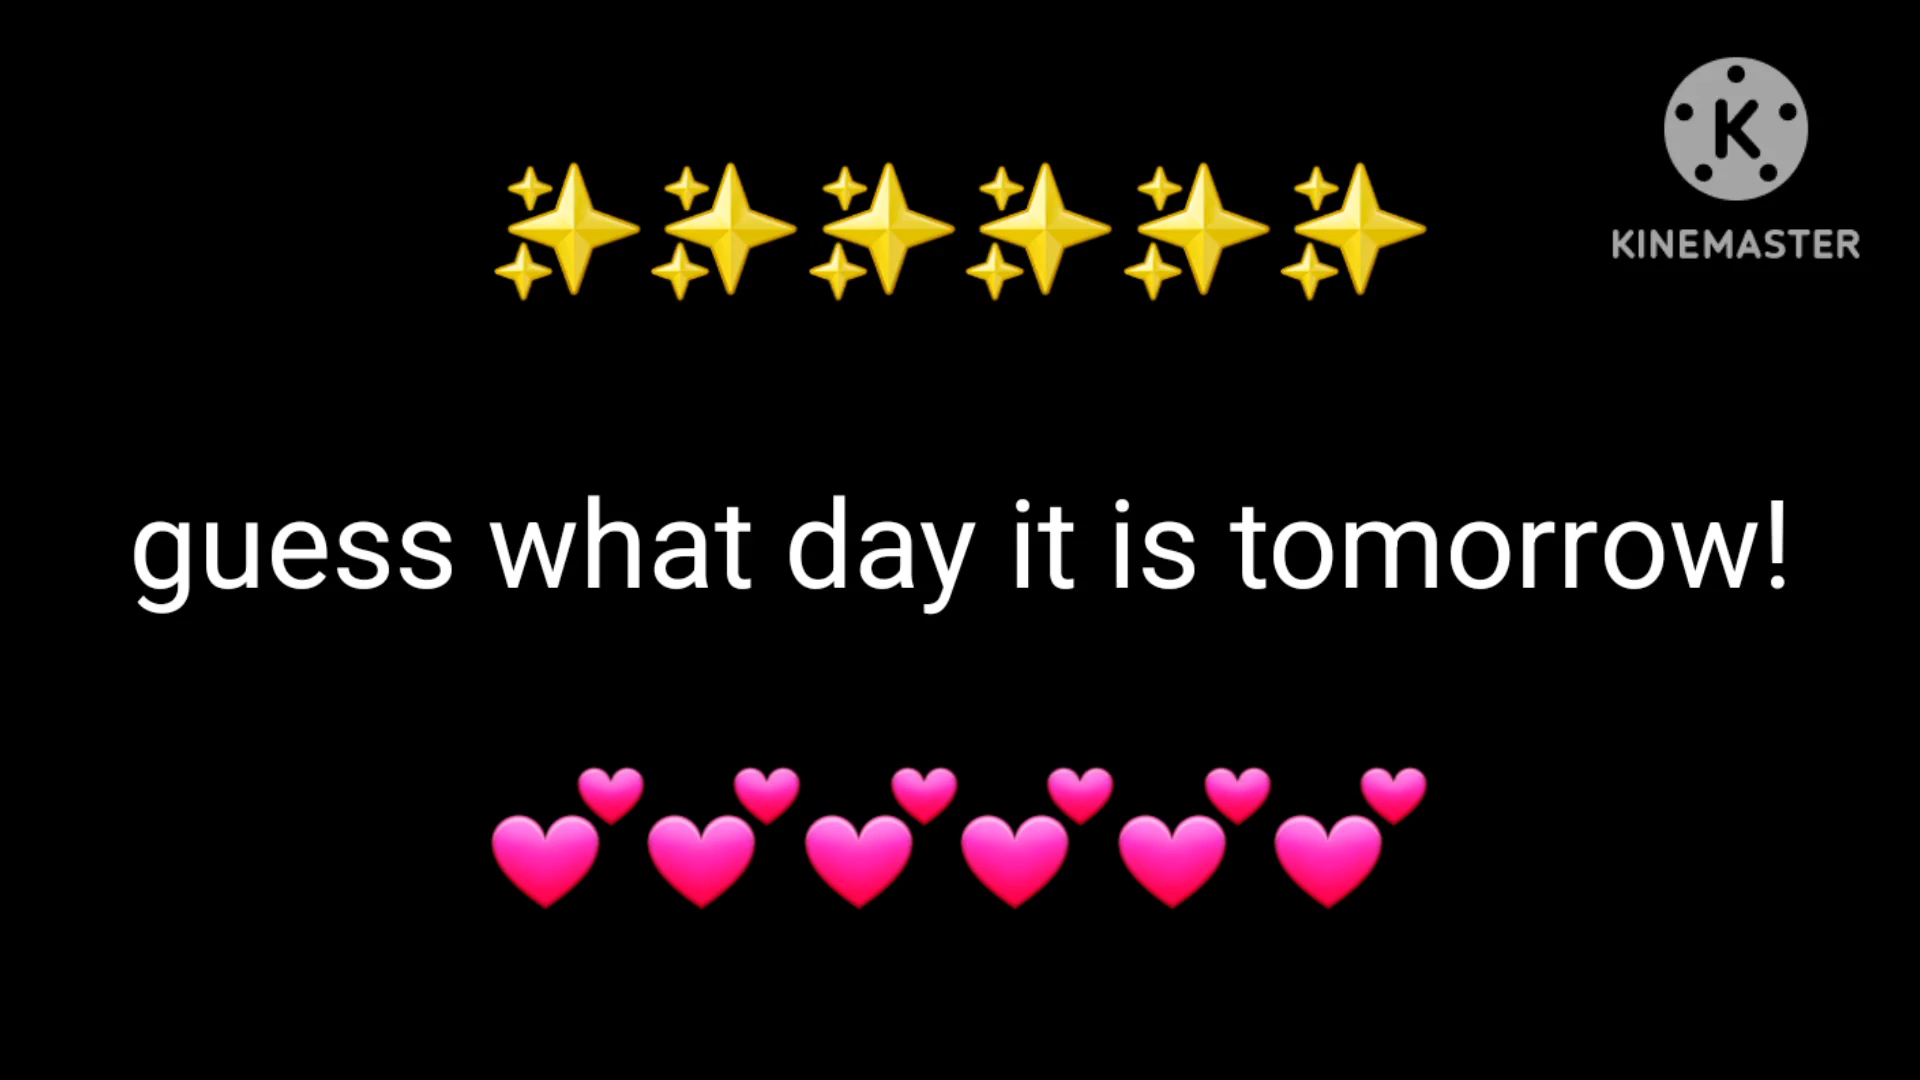 K
KINEMASTER
✨✨✨✨✨✨
guess what day it is tomorrow!
💕💕💕💕💕💕